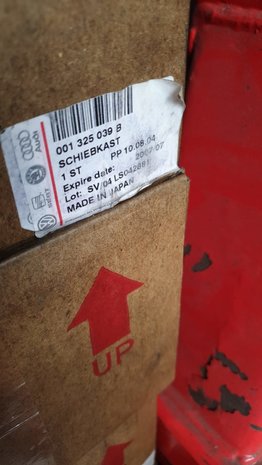 001 325 039 B
SCHIEBKAST
1 ST PP 10.08.04
Expire date: 2007.07
Lot: SV/04 LS042881
MADE IN JAPAN
Audi
SEAT
UP